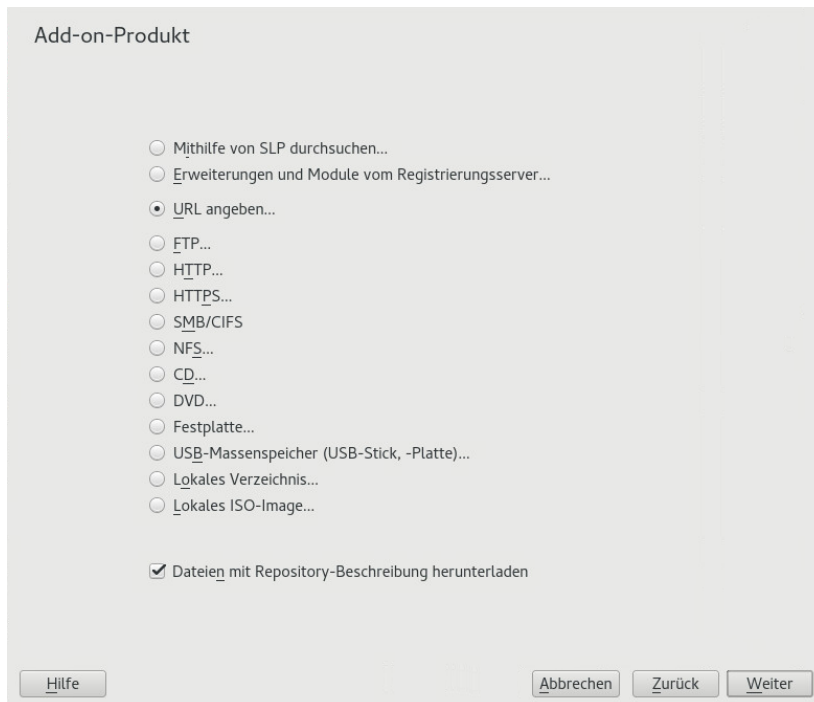 Add-on-Produkt
Mithilfe von SLP durchsuchen...
Erweiterungen und Module vom Registrierungsserver...
URL angeben...
FTP...
HTTP...
HTTPS...
SMB/CIFS
NFS...
CD...
DVD...
Festplatte...
USB-Massenspeicher (USB-Stick, -Platte)...
Lokales Verzeichnis...
Lokales ISO-Image...
Dateien mit Repository-Beschreibung herunterladen
Hilfe Abbrechen Zurück Weiter